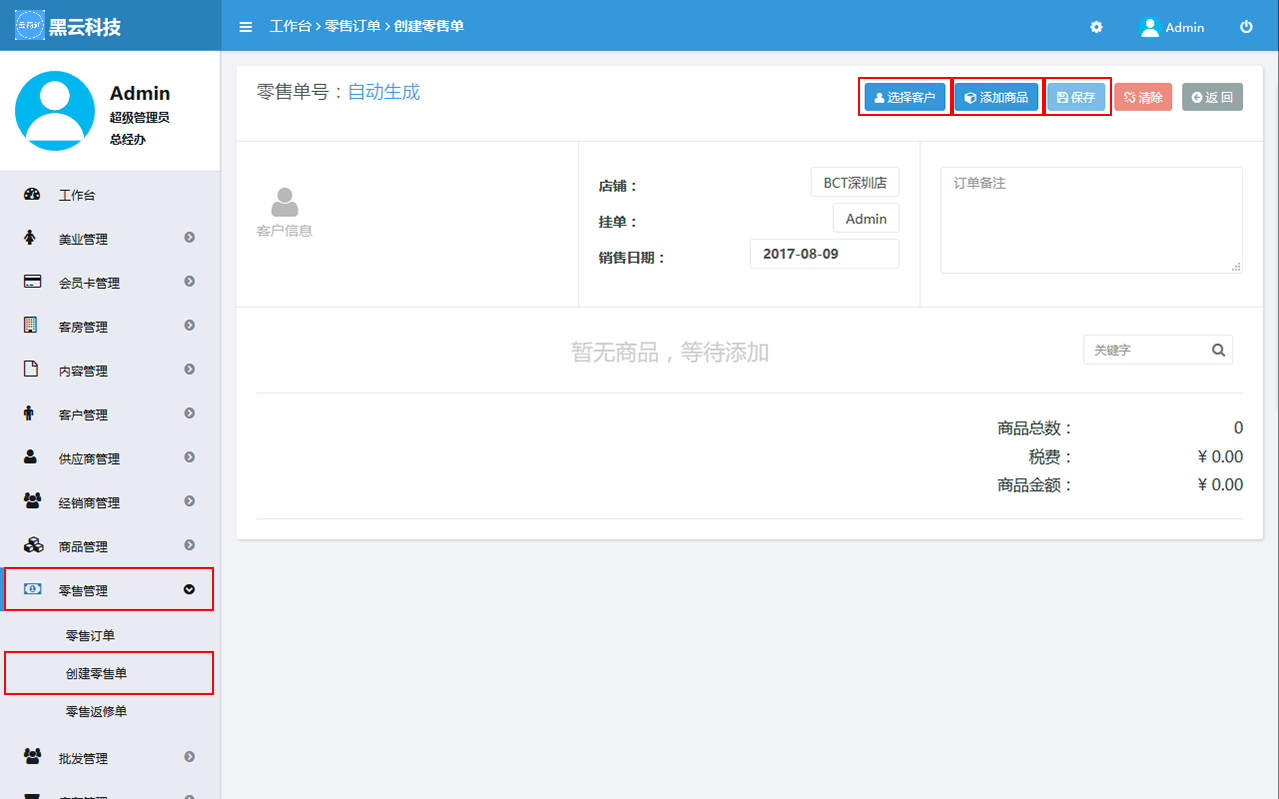 黑云科技
工作台 > 零售订单 > 创建零售单
Admin
Admin
超级管理员
总经办
工作台
美业管理
会员卡管理
客房管理
内容管理
客户管理
供应商管理
经销商管理
商品管理
零售管理
零售订单
创建零售单
零售返修单
批发管理
零售单号：自动生成
选择客户
添加商品
保存
清除
返 回
客户信息
店铺： BCT深圳店
挂单： Admin
销售日期： 2017-08-09
订单备注
暂无商品，等待添加
关键字
商品总数： 0
税费： ¥ 0.00
商品金额： ¥ 0.00